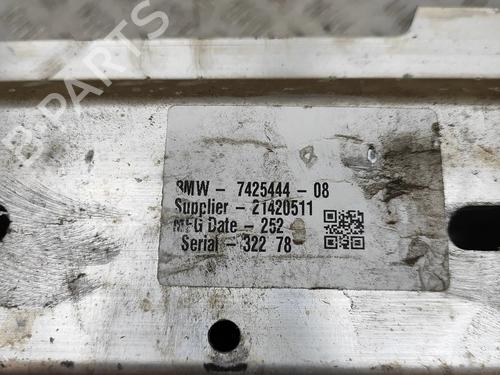 B-PARTS
BMW - 7425444 - 08
Supplier - 21420511
MFG Date - 252
Serial - 322 78